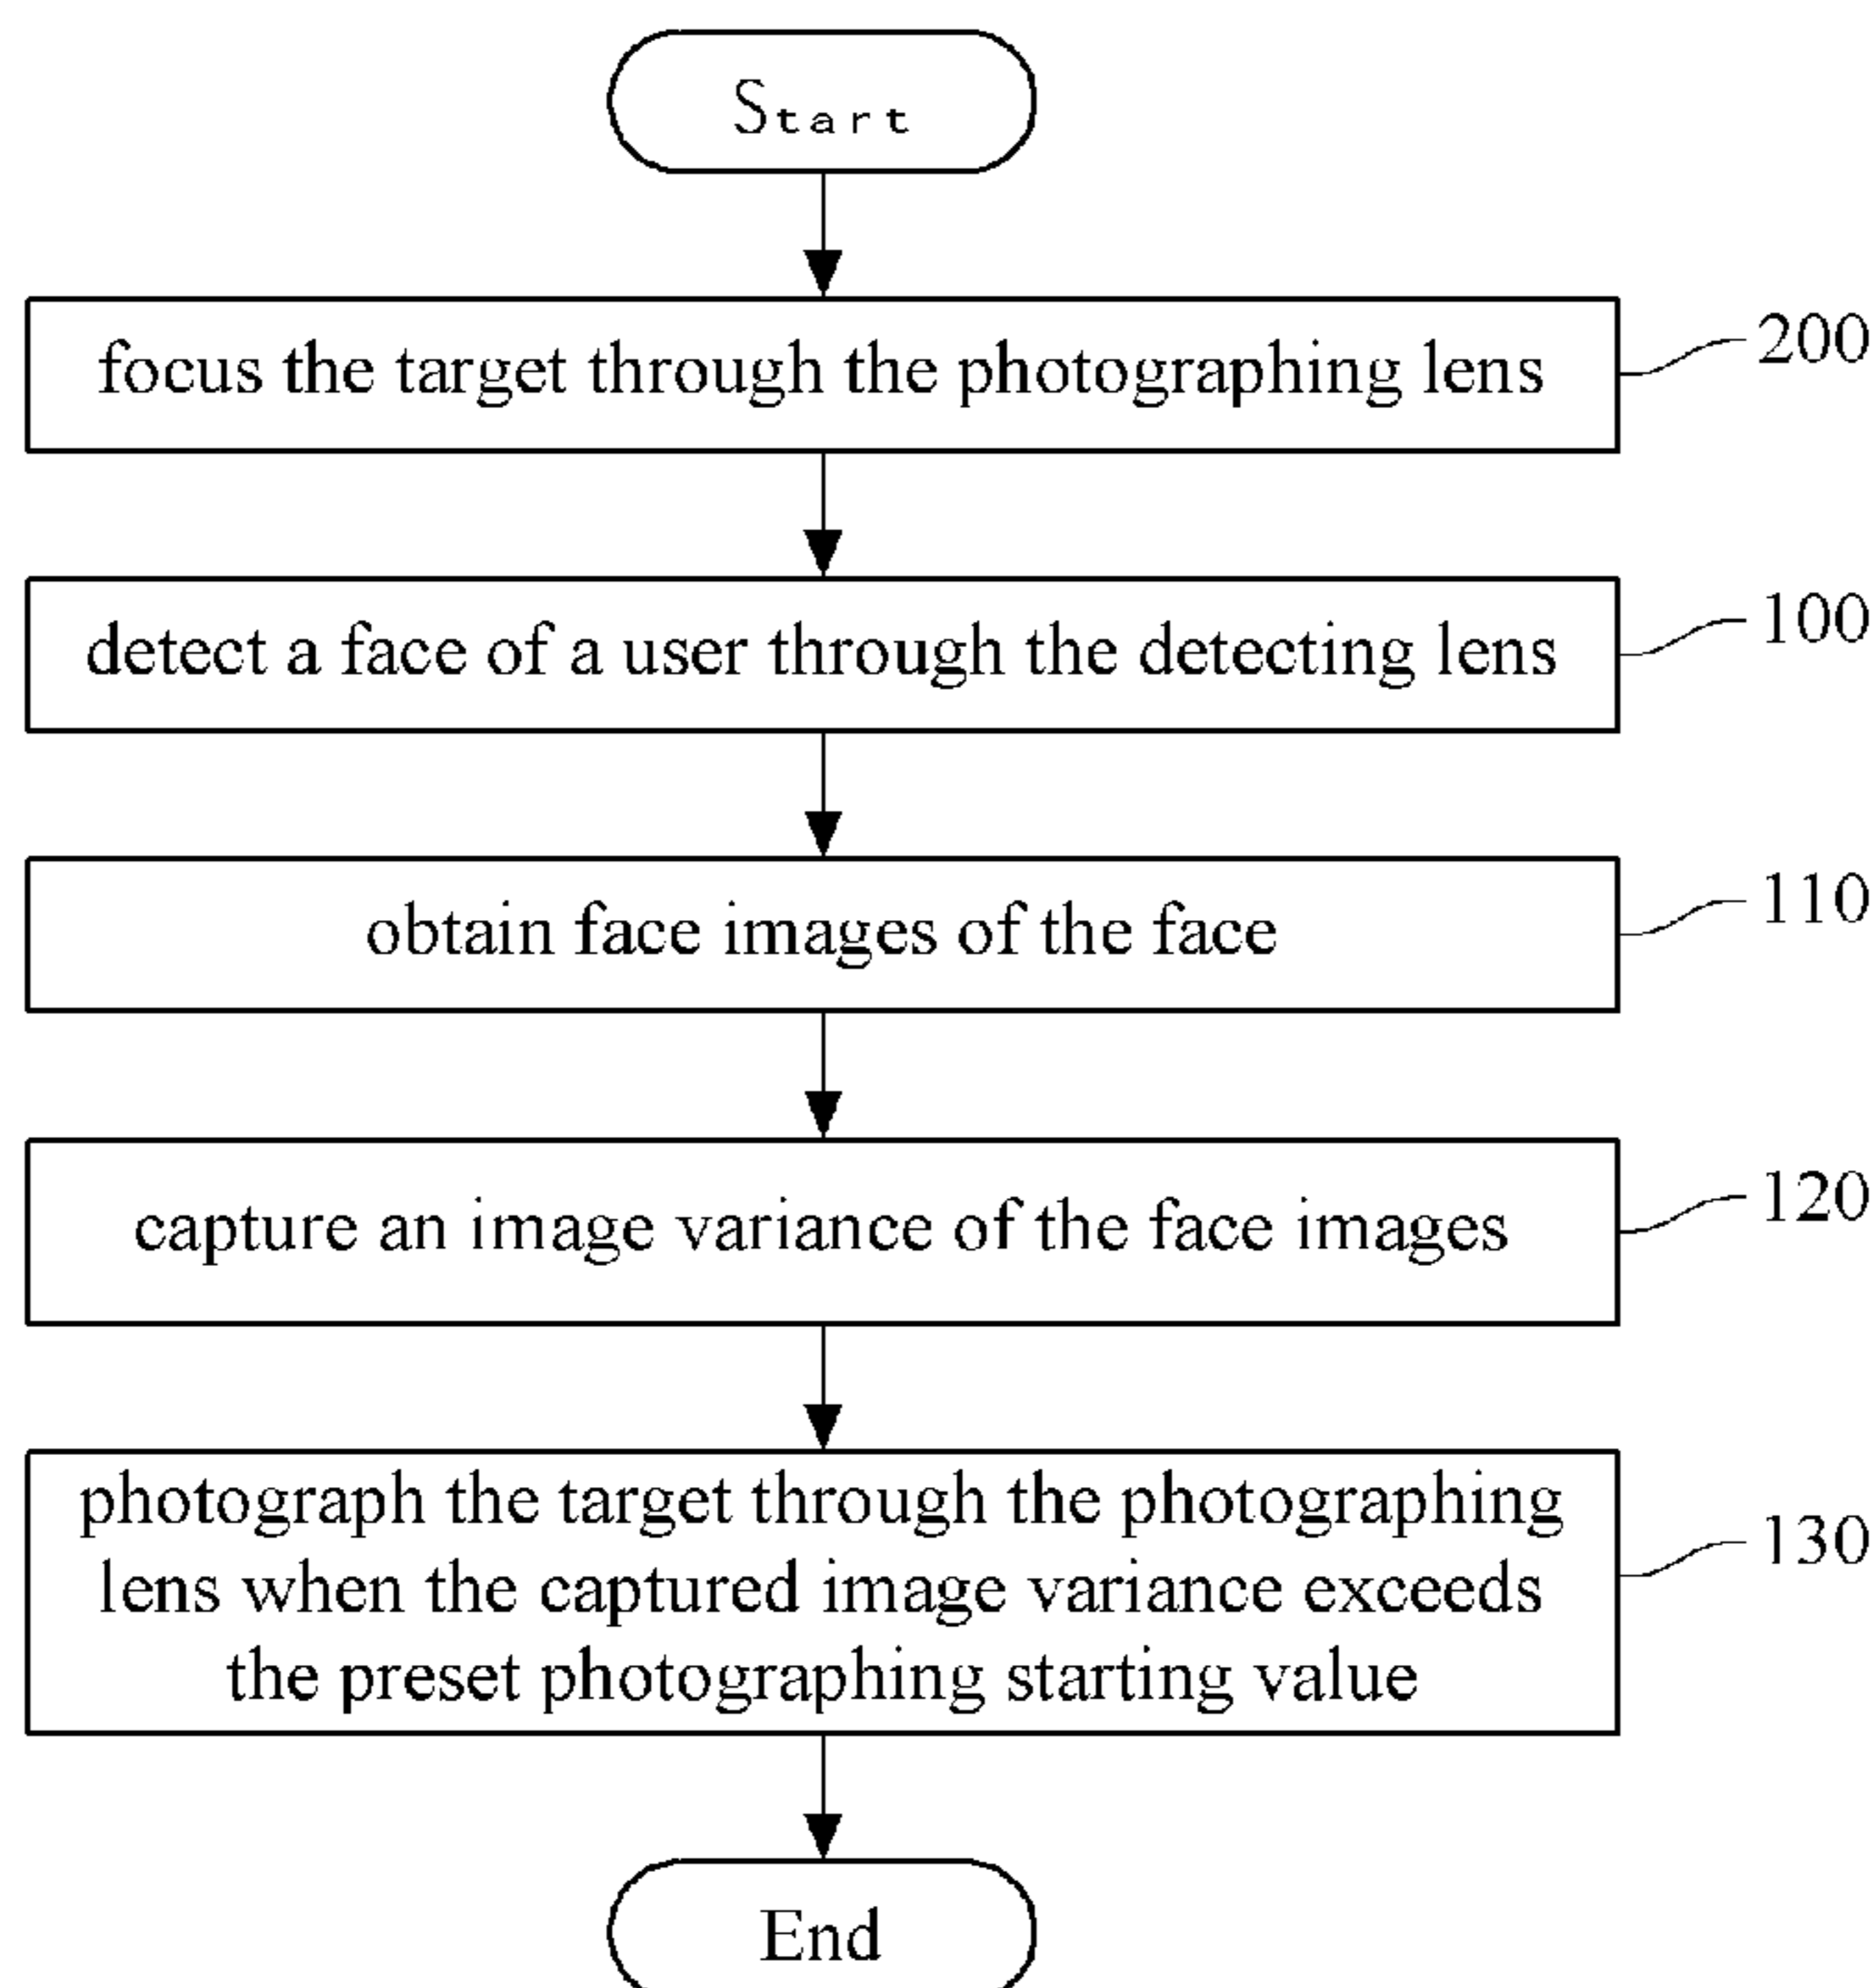 Start
focus the target through the photographing lens
200
detect a face of a user through the detecting lens
100
obtain face images of the face
110
capture an image variance of the face images
120
photograph the target through the photographing
lens when the captured image variance exceeds
the preset photographing starting value
130
End